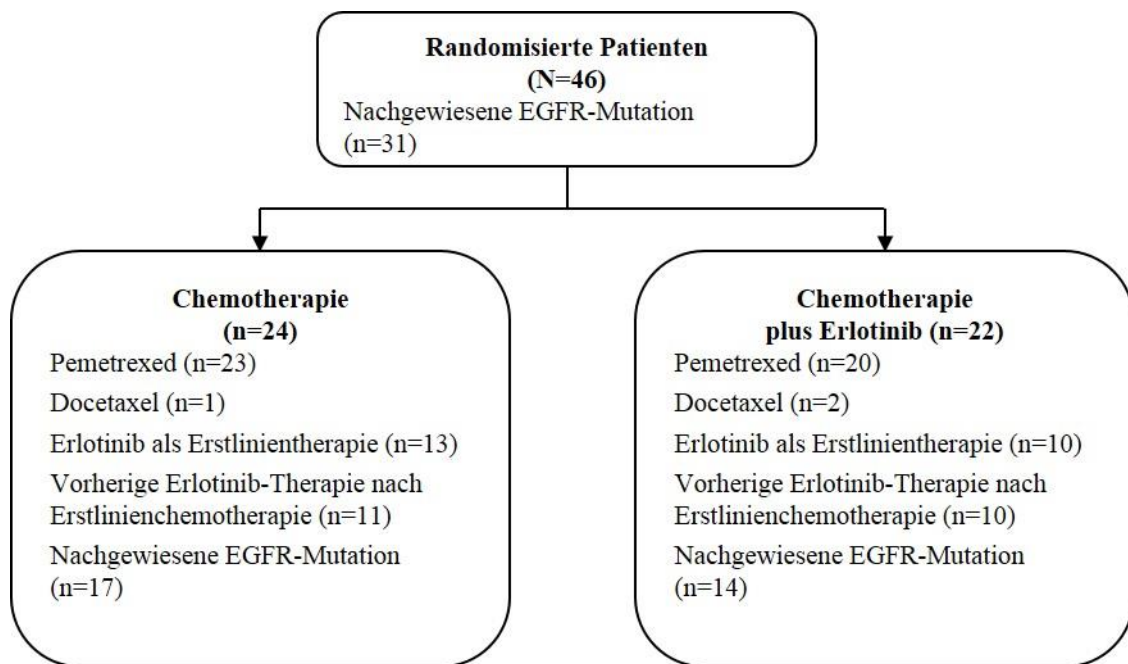 Randomisierte Patienten
(N=46)
Nachgewiesene EGFR-Mutation
(n=31)
Chemotherapie
(n=24)
Pemetrexed (n=23)
Docetaxel (n=1)
Erlotinib als Erstlinientherapie (n=13)
Vorherige Erlotinib-Therapie nach
Erstlinienchemotherapie (n=11)
Nachgewiesene EGFR-Mutation
(n=17)
Chemotherapie
plus Erlotinib (n=22)
Pemetrexed (n=20)
Docetaxel (n=2)
Erlotinib als Erstlinientherapie (n=10)
Vorherige Erlotinib-Therapie nach
Erstlinienchemotherapie (n=10)
Nachgewiesene EGFR-Mutation
(n=14)